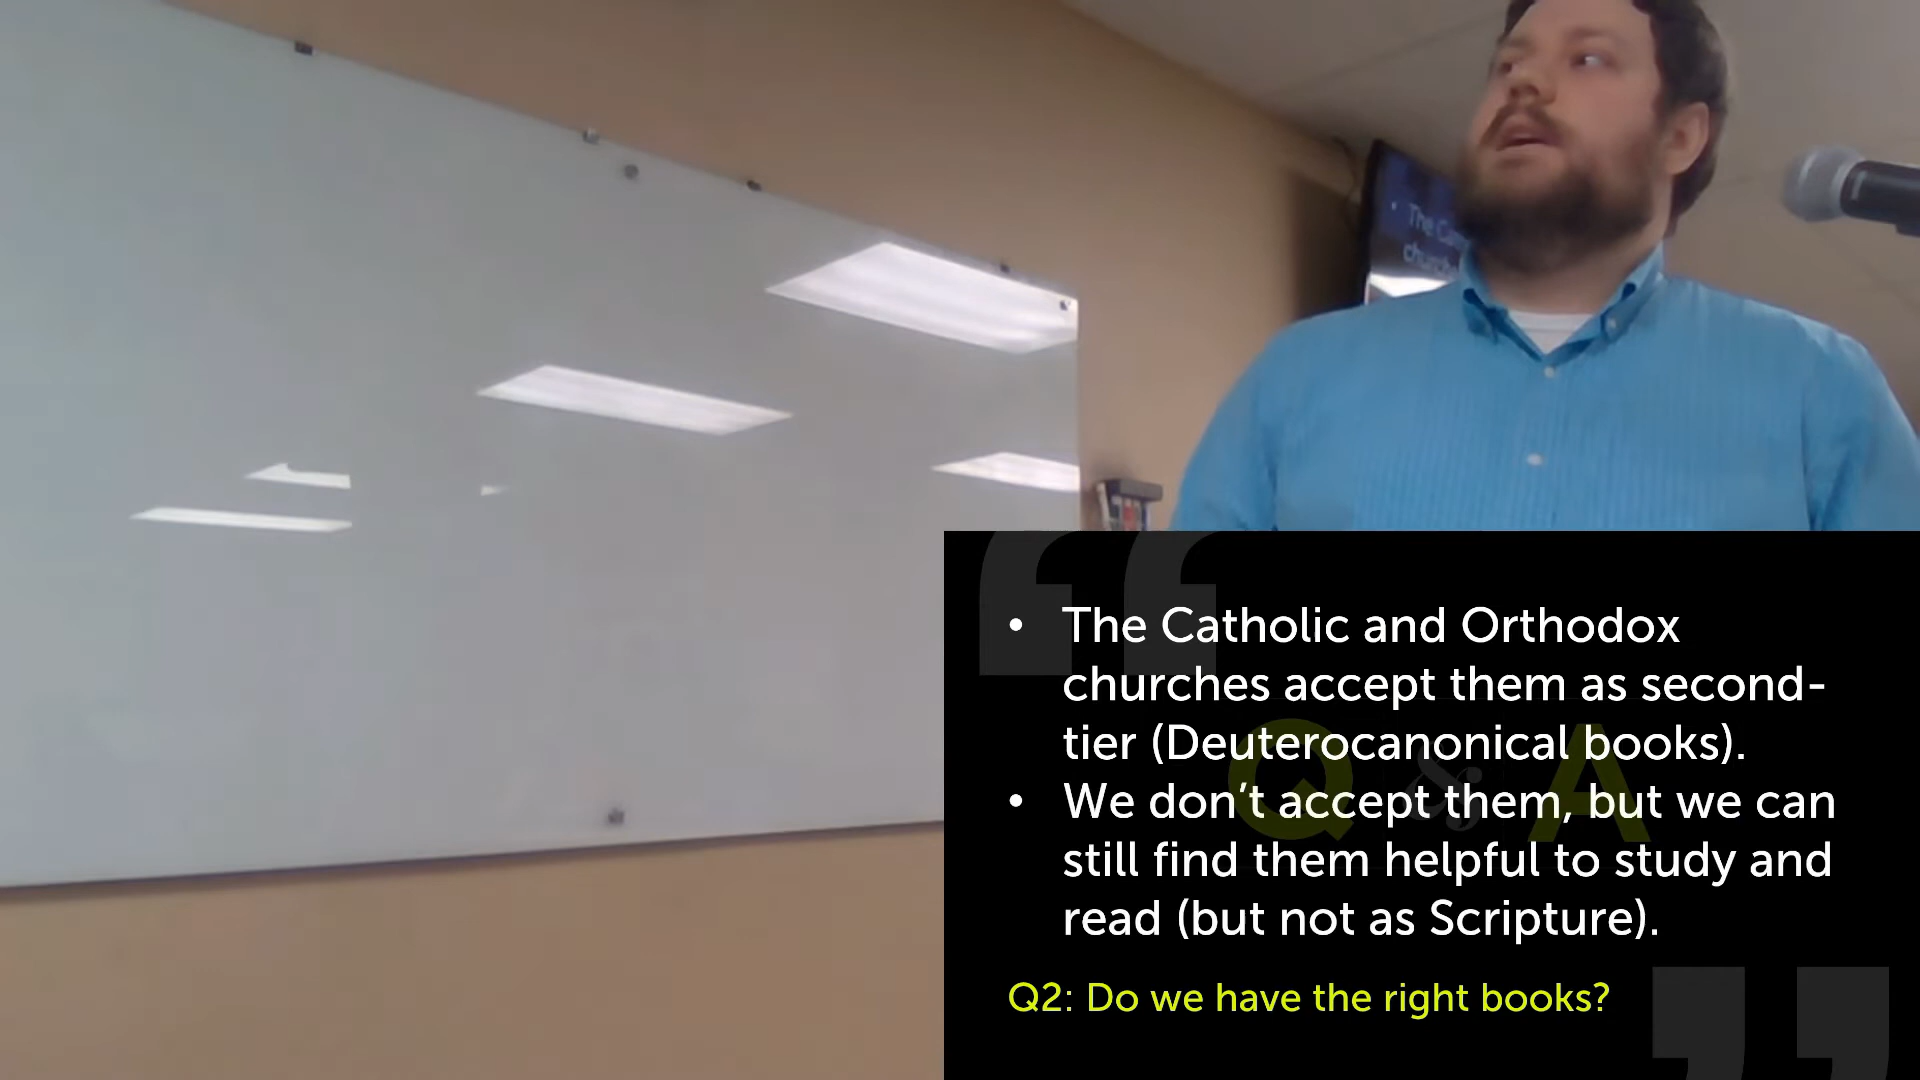 The
• The Catholic and Orthodox
churches accept them as second-
tier (Deuterocanonical books).
• We don’t accept them, but we can
still find them helpful to study and
read (but not as Scripture).
Q2: Do we have the right books?
Q & A